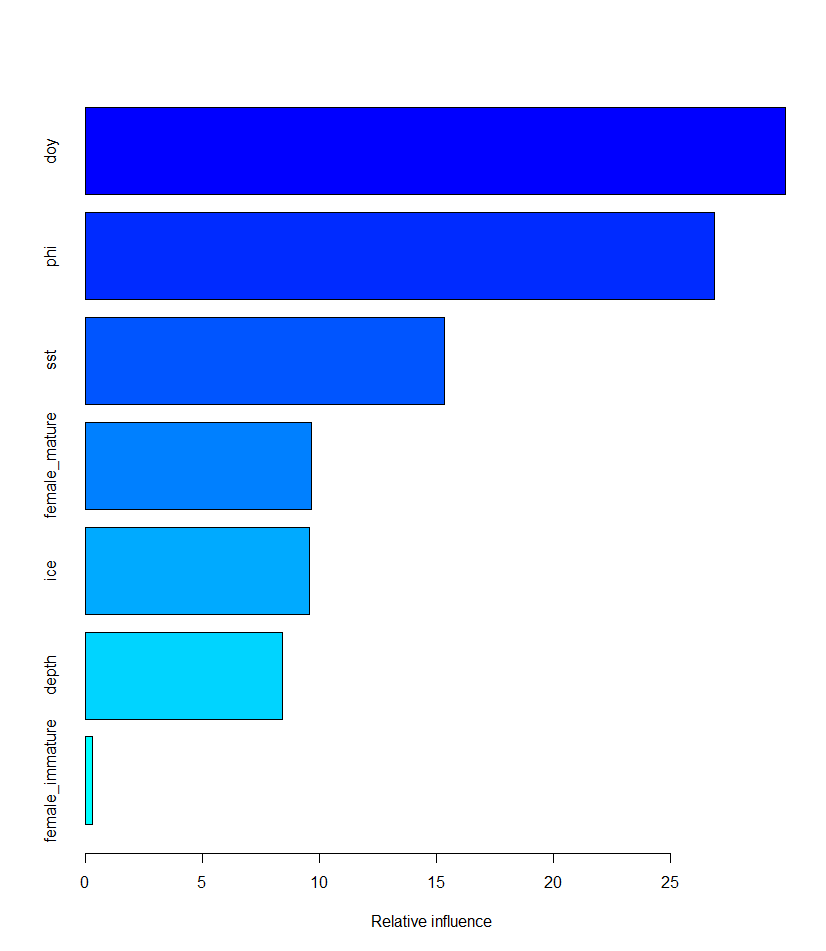 doy
phi
sst
female_mature
ice
depth
female_immature
0 5 10 15 20 25
Relative influence